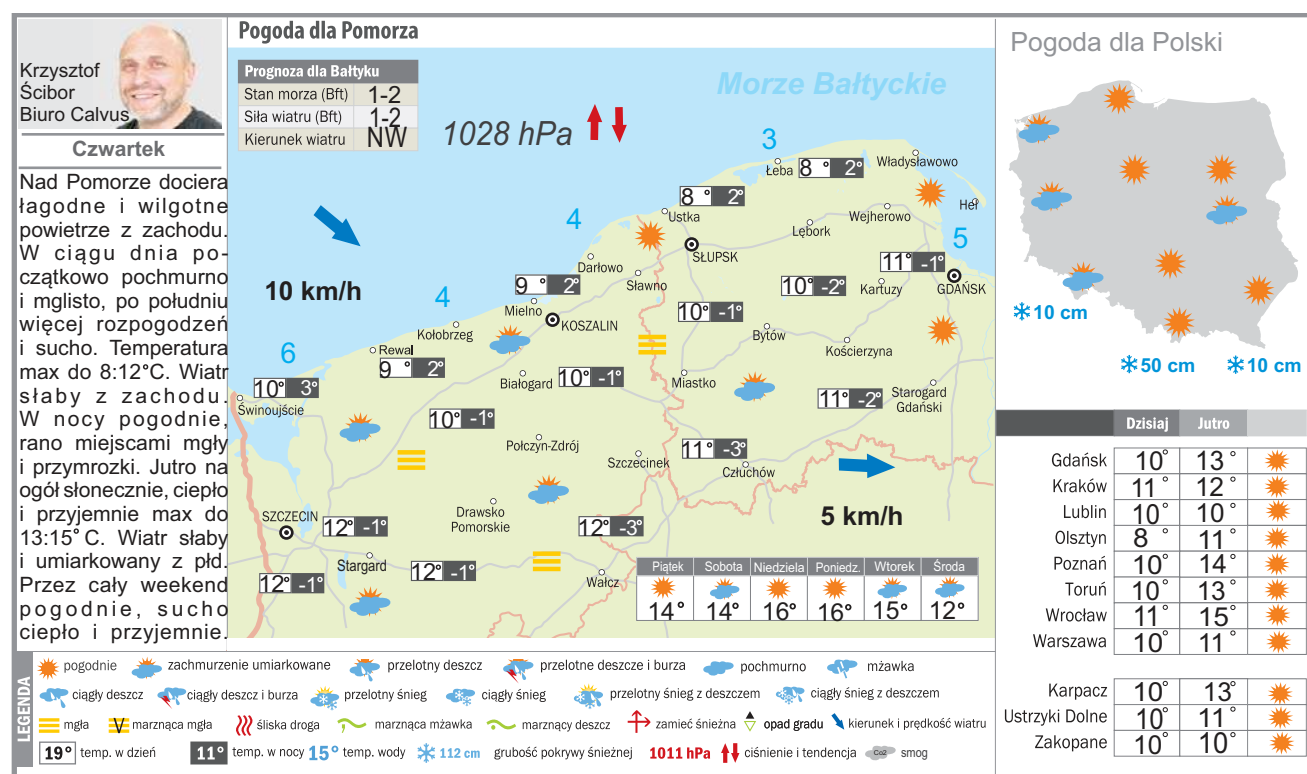 Krzysztof
Ścibor
Biuro Calvus
Czwartek
Nad Pomorze dociera
łagodne i wilgotne
powietrze z zachodu.
W ciągu dnia po-
czątkowo pochmurno
i mglisto, po południu
więcej rozpogodzeń
i sucho. Temperatura
max do 8:12°C. Wiatr
słaby z zachodu.
W nocy pogodnie,
rano miejscami mgły
i przymrozki. Jutro na
ogół słonecznie, ciepło
i przyjemnie max do
13:15° C. Wiatr słaby
i umiarkowany z płd.
Przez cały weekend
pogodnie, sucho
ciepło i przyjemnie.
Pogoda dla Pomorza
Prognoza dla Bałtyku
Stan morza (Bft) 1-2
Siła wiatru (Bft) 1-2
Kierunek wiatru NW
Morze Bałtyckie
1028 hPa
3
Łeba 8 ° 2°
Władysławowo
8 ° 2°
Ustka
Hel
Wejherowo
Lębork
4
5
SŁUPSK
11° -1°
GDAŃSK
Darłowo
Sławno
10° -2°
Kartuzy
10 km/h
9 ° 2°
Mielno
KOSZALIN
4
Kołobrzeg
10° -1°
Bytów
Kościerzyna
6
Rewal
9 ° 2°
10° 3°
Świnoujście
Białogard
10° -1°
Miastko
11° -2°
Starogard
Gdański
10° -1°
Połczyn-Zdrój
Szczecinek
11° -3°
Człuchów
Drawsko
Pomorskie
5 km/h
SZCZECIN
12° -1°
12° -3°
Stargard
12° -1°
12° -1°
Wałcz
Piątek Sobota Niedziela Poniedz. Wtorek Środa
14° 14° 16° 16° 15° 12°
Pogoda dla Polski
10 cm
50 cm
10 cm
Dzisiaj Jutro
Gdańsk 10° 13°
Kraków 11° 12°
Lublin 10° 10°
Olsztyn 8 ° 11°
Poznań 10° 14°
Toruń 10° 13°
Wrocław 11° 15°
Warszawa 10° 11°
Karpacz 10° 13°
Ustrzyki Dolne 10° 11°
Zakopane 10° 10°
LEGENDA
pogodnie zachmurzenie umiarkowane przelotny deszcz przelotne deszcze i burza pochmurno mżawka
ciągły deszcz ciągły deszcz i burza przelotny śnieg ciągły śnieg przelotny śnieg z deszczem ciągły śnieg z deszczem
mgła V marznąca mgła śliska droga marznąca mżawka marznący deszcz zamieć śnieżna opad gradu kierunek i prędkość wiatru
19° temp. w dzień 11° temp. w nocy 15° temp. wody 112 cm grubość pokrywy śnieżnej 1011 hPa ciśnienie i tendencja Co2 smog